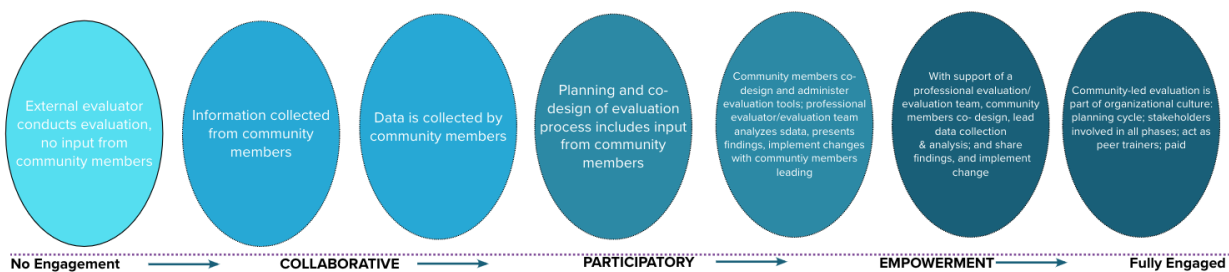 External evaluator
conducts evaluation,
no input from
community members
Information collected
from community
members
Data is collected by
community members
Planning and co-
design of evaluation
process includes input
from community
members
Community members co-
design and administer
evaluation tools; professional
evaluator/evaluation team
analyzes sdata, presents
findings, implement changes
with communtiy members
leading
With support of a
professional evaluation/
evaluation team, community
members co- design, lead
data collection
& analysis; and share
findings, and implement
change
Community-led evaluation is
part of organizational culture:
planning cycle; stakeholders
involved in all phases; act as
peer trainers; paid
No Engagement
COLLABORATIVE
PARTICIPATORY
EMPOWERMENT
Fully Engaged